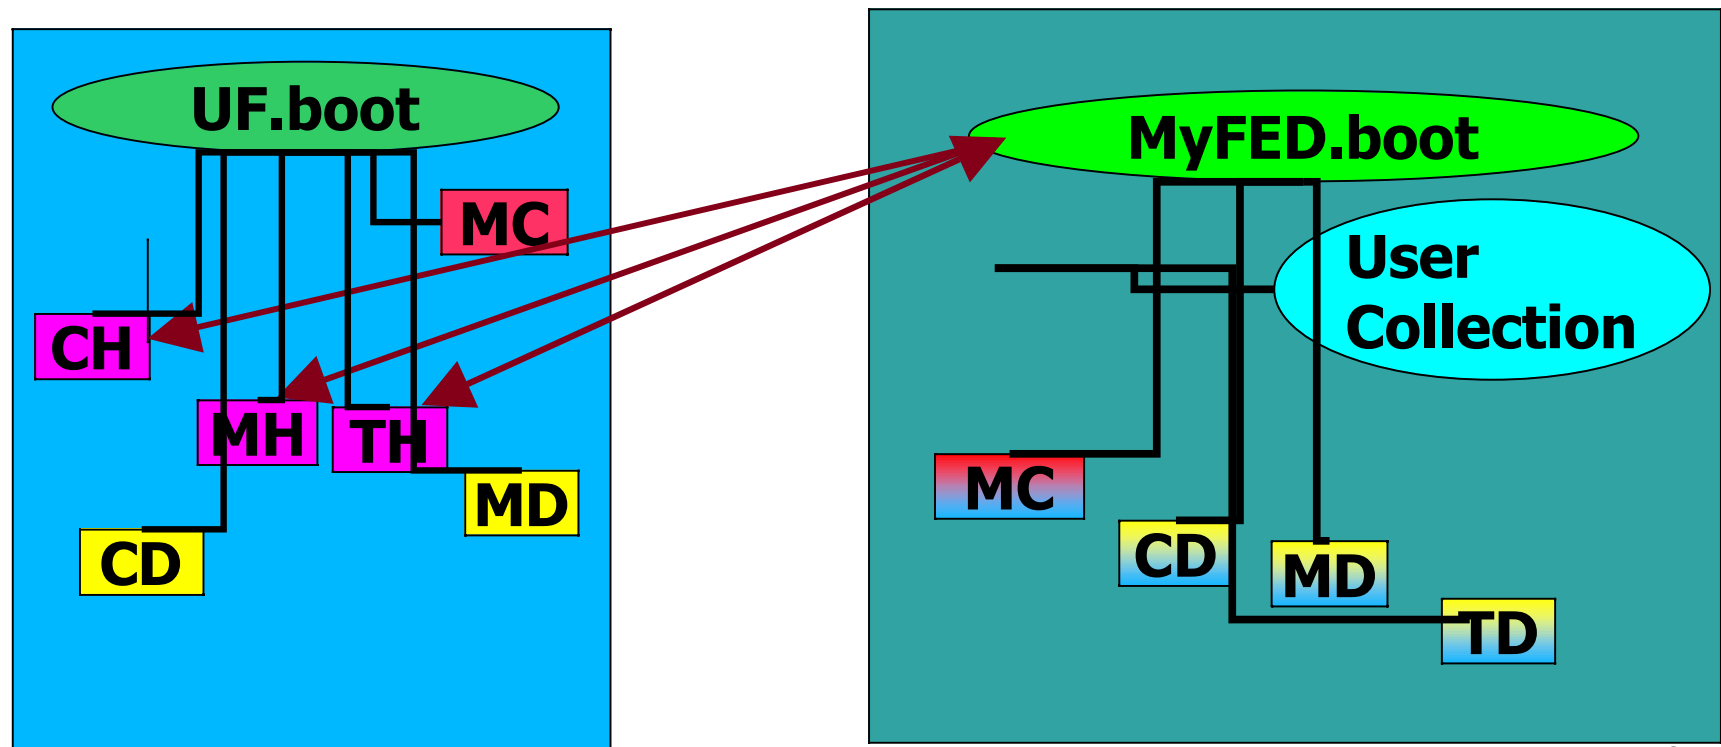 UF.boot
MC
CH
MH
TH
MD
CD
MyFED.boot
User
Collection
MC
CD
MD
TD